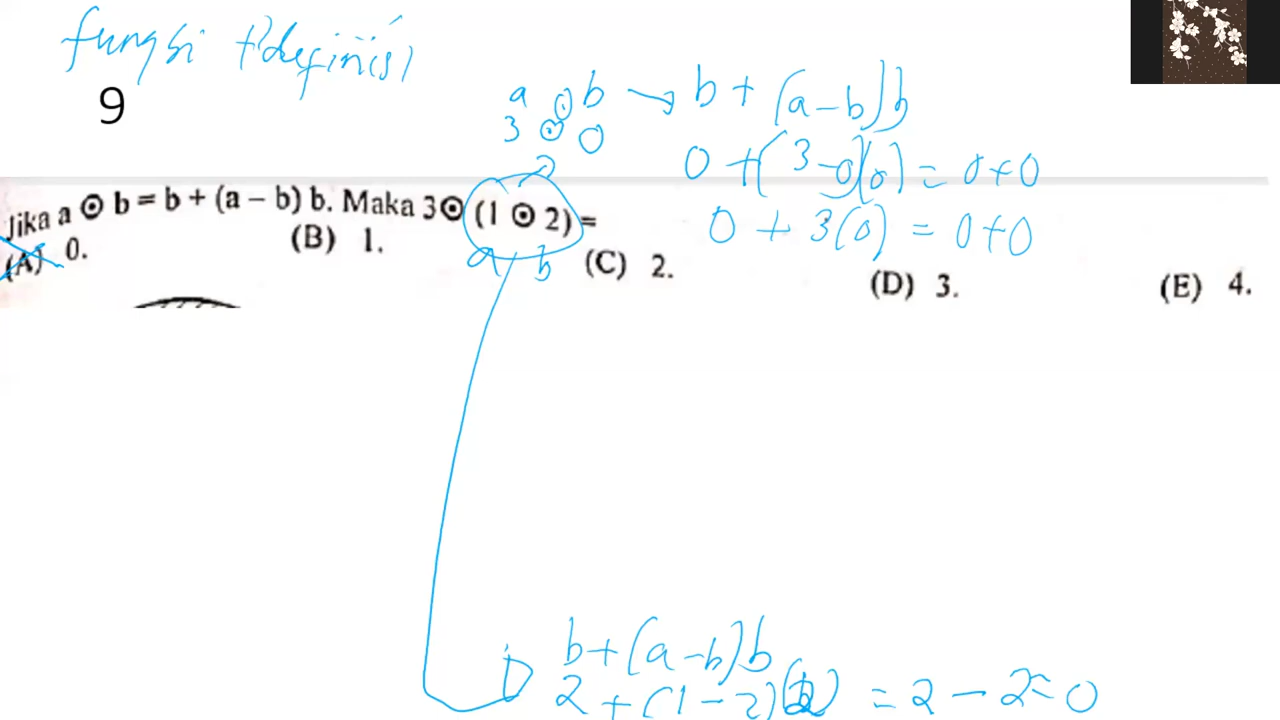 fungsi terdefinisi
9
a ⊙ b → b + (a - b) b
3 ⊙ 0
0 + (3 - 0)(0) = 0 + 0
0 + 3(0) = 0 + 0
Jika a ⊙ b = b + (a – b) b. Maka 3⊙ (1 ⊙ 2) =
(A) 0. (B) 1. (C) 2. (D) 3. (E) 4.
a b
b + (a - b) b
2 + (1 - 2)(2) = 2 - 2 = 0